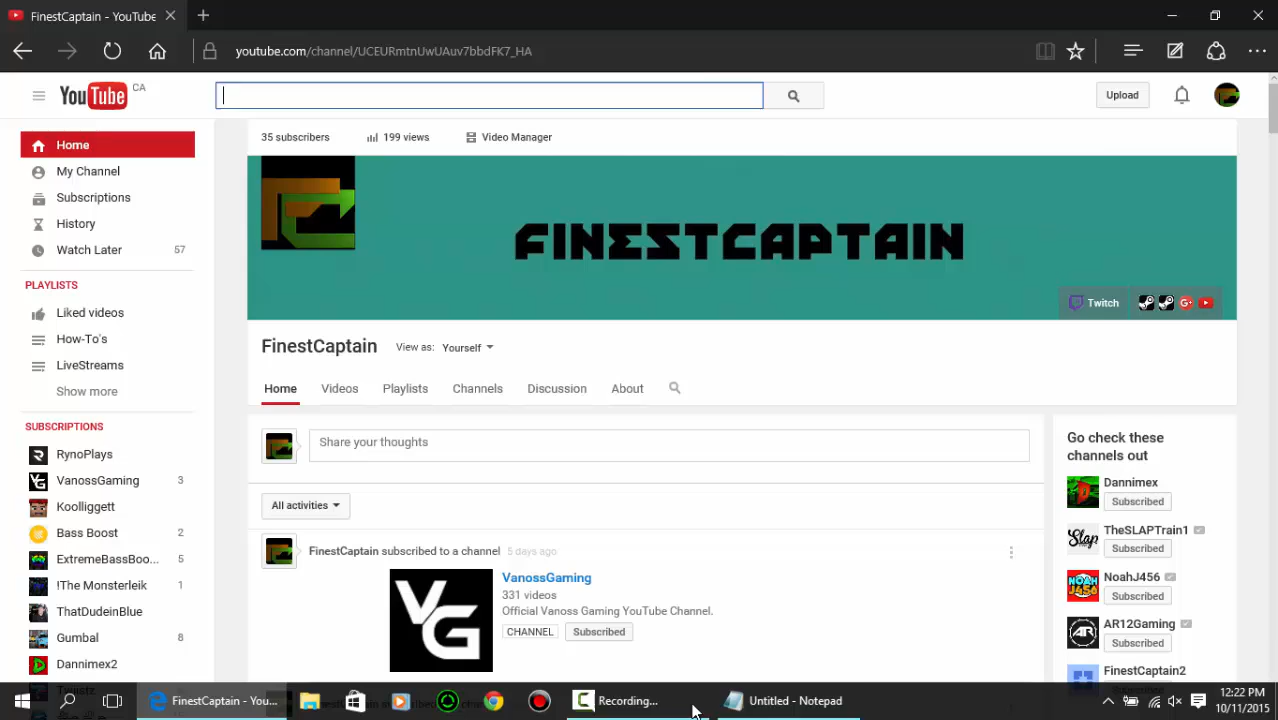 FinestCaptain - YouTube
youtube.com/channel/UCEURmtnUwUAuv7bbdFK7_HA
YouTube CA
Upload
Home
My Channel
Subscriptions
History
Watch Later 57
PLAYLISTS
Liked videos
How-To's
LiveStreams
Show more
SUBSCRIPTIONS
RynoPlays
VanossGaming 3
Koolliggett
Bass Boost 2
ExtremeBassBoo... 5
!The Monsterleik 1
ThatDudeinBlue
Gumbal 8
Dannimex2
35 subscribers 199 views Video Manager
FINESTCAPTAIN
Twitch
FinestCaptain View as: Yourself
Home Videos Playlists Channels Discussion About
Share your thoughts
All activities
FinestCaptain subscribed to a channel 5 days ago
VG
VanossGaming
331 videos
Official Vanoss Gaming YouTube Channel.
CHANNEL Subscribed
Go check these
channels out
Dannimex
Subscribed
TheSLAPTrain1
Subscribed
NoahJ456
Subscribed
AR12Gaming
Subscribed
FinestCaptain2
FinestCaptain - You...
Recording...
Untitled - Notepad
12:22 PM
10/11/2015